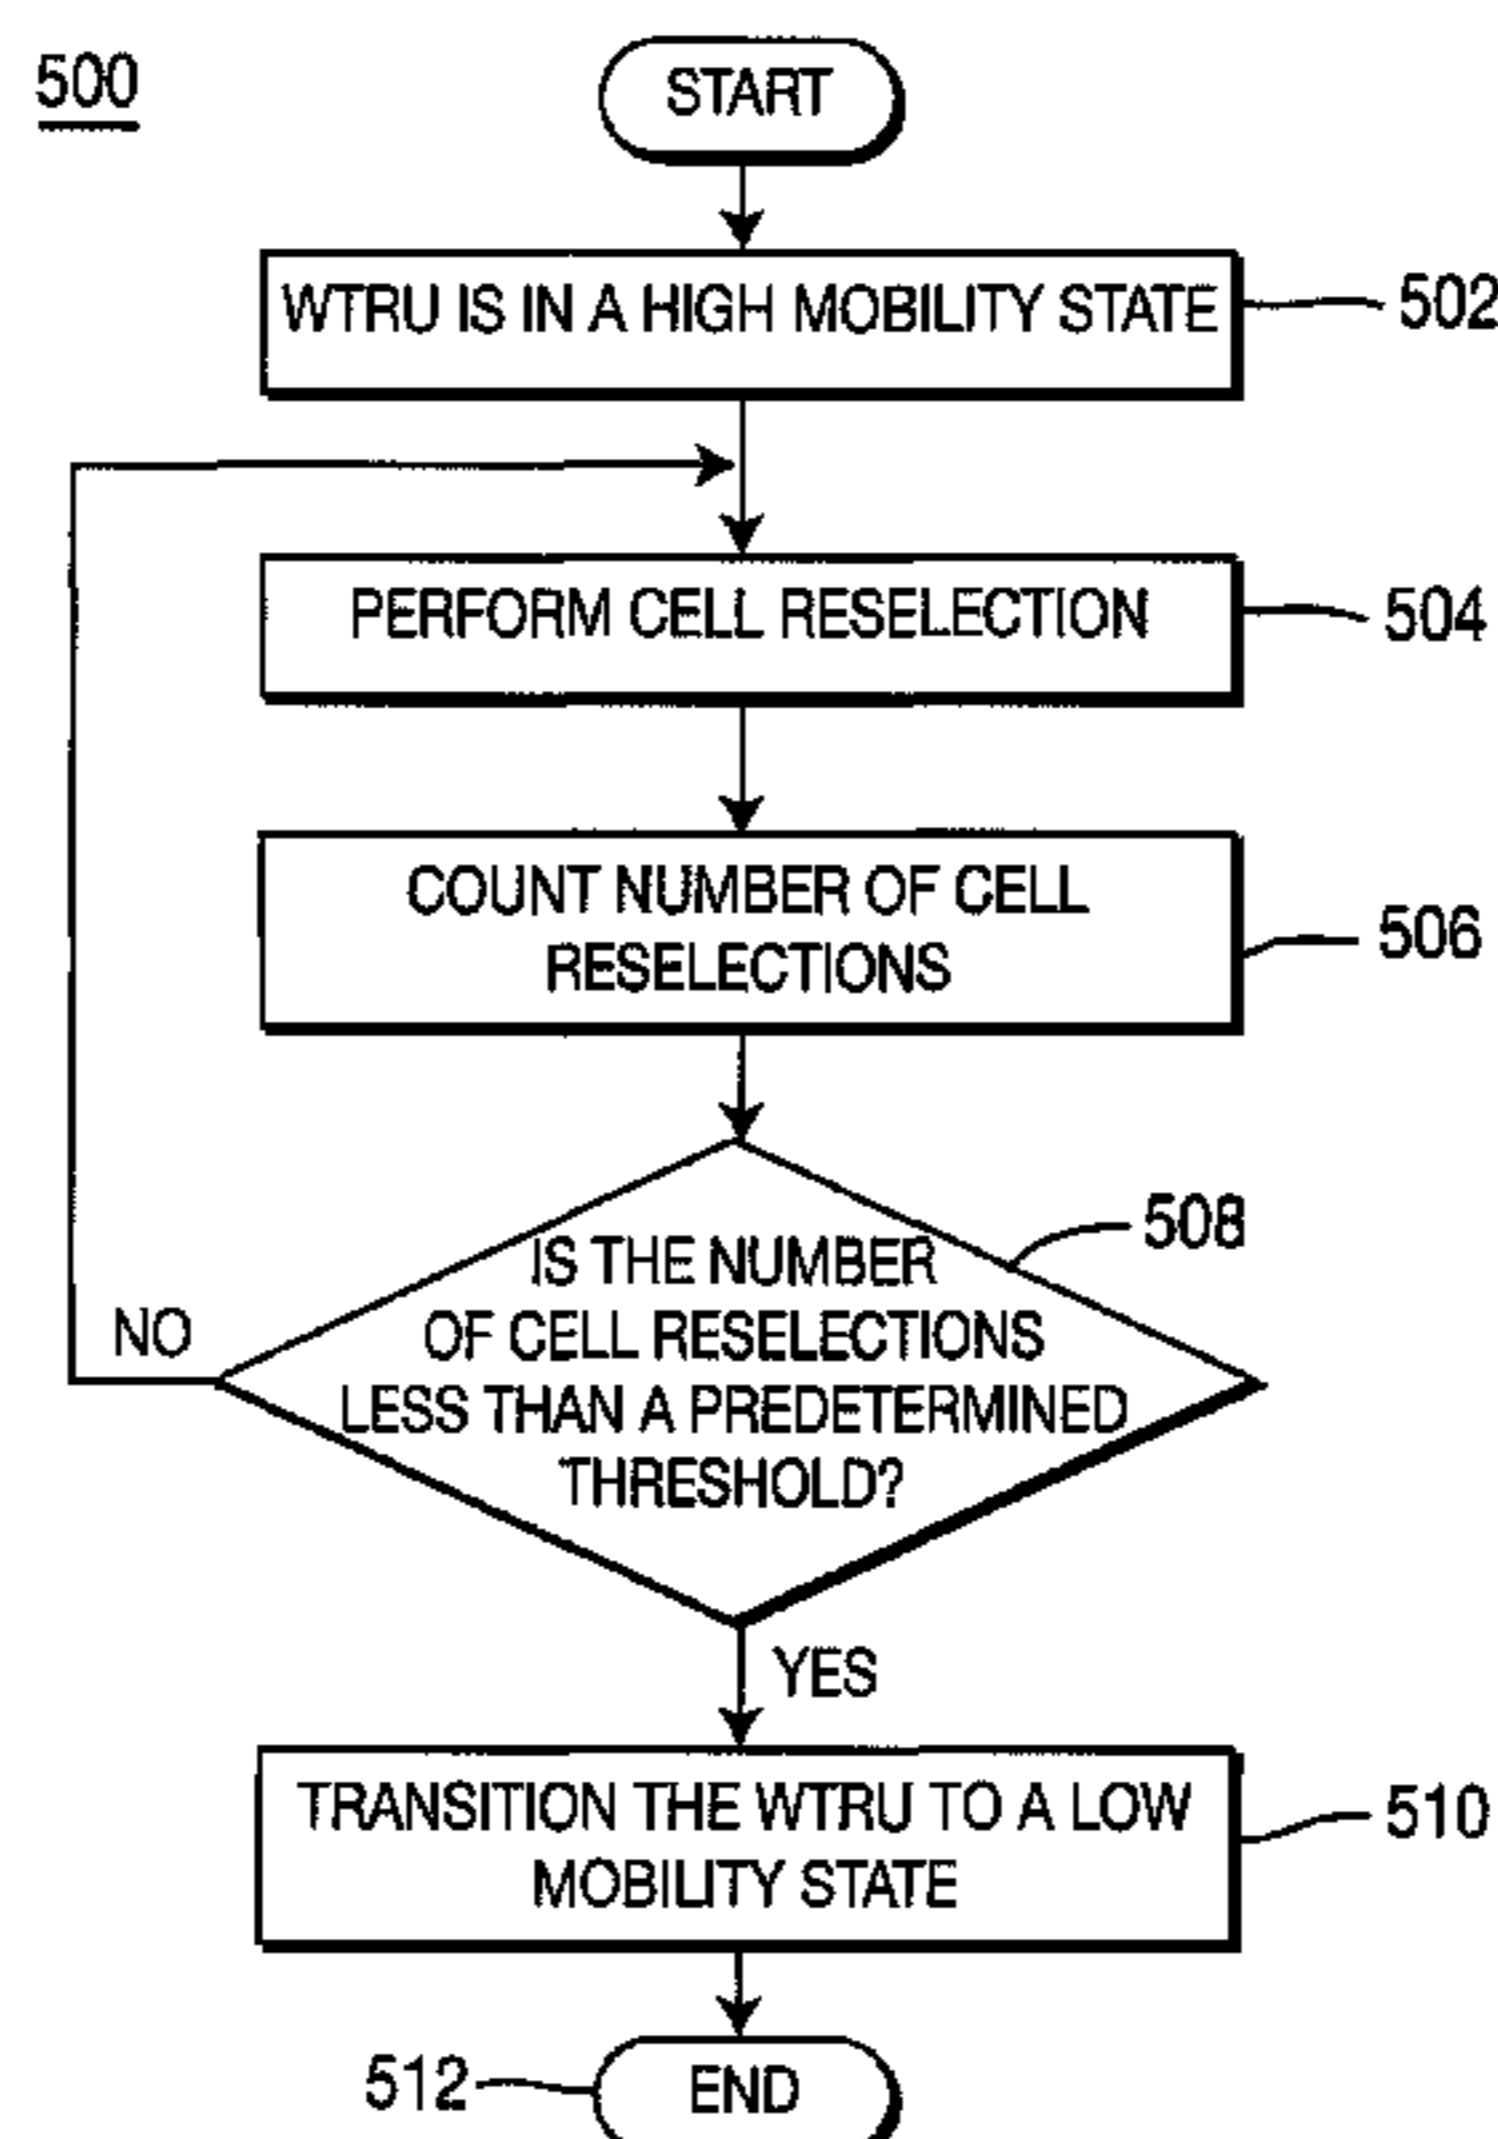 500
START
WTRU IS IN A HIGH MOBILITY STATE
502
PERFORM CELL RESELECTION
504
COUNT NUMBER OF CELL
RESELECTIONS
506
IS THE NUMBER
OF CELL RESELECTIONS
LESS THAN A PREDETERMINED
THRESHOLD?
508
NO
YES
TRANSITION THE WTRU TO A LOW
MOBILITY STATE
510
512
END